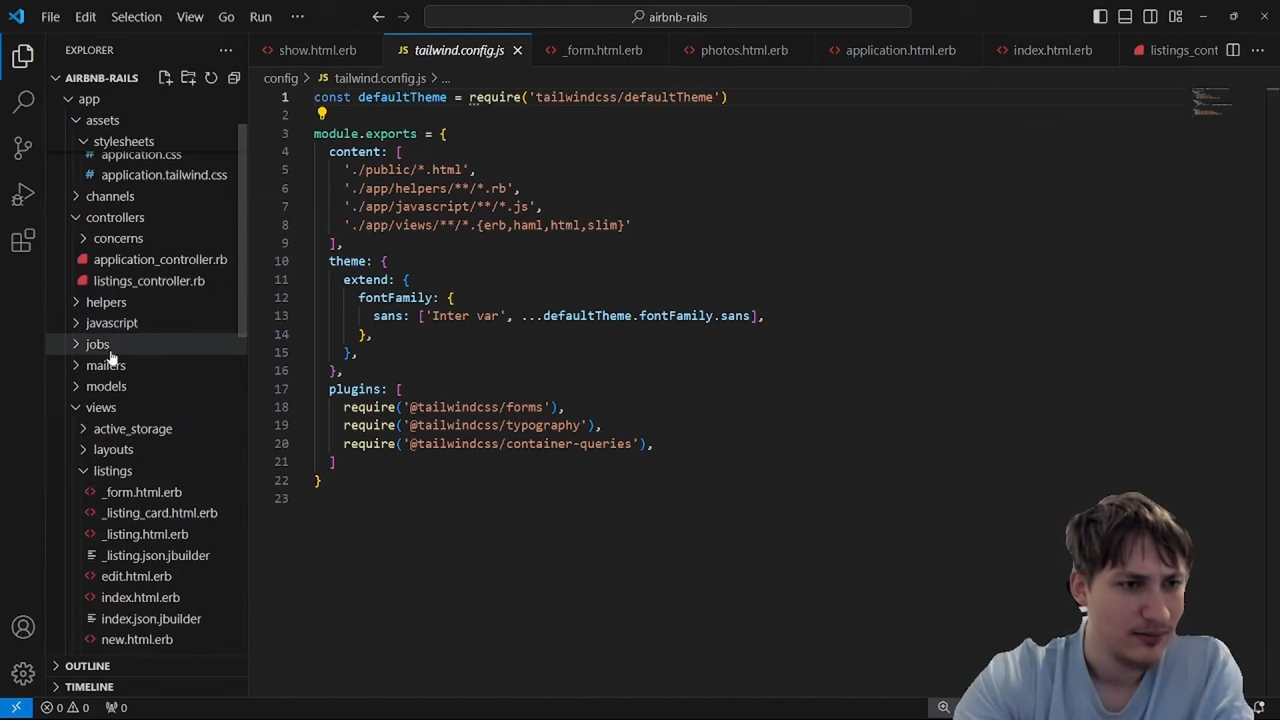 File Edit Selection View Go Run ··· airbnb-rails
EXPLORER ···
show.html.erb tailwind.config.js _form.html.erb photos.html.erb application.html.erb index.html.erb listings_cont ···
AIRBNB-RAILS
config > tailwind.config.js > ...
app
assets
stylesheets
application.css
application.tailwind.css
channels
controllers
concerns
application_controller.rb
listings_controller.rb
helpers
javascript
jobs
mailers
models
views
active_storage
layouts
listings
_form.html.erb
_listing_card.html.erb
_listing.html.erb
_listing.json.jbuilder
edit.html.erb
index.html.erb
index.json.jbuilder
new.html.erb
OUTLINE
TIMELINE
1 const defaultTheme = require('tailwindcss/defaultTheme')
2
3 module.exports = {
4 content: [
5 './public/*.html',
6 './app/helpers/**/*.rb',
7 './app/javascript/**/*.js',
8 './app/views/**/*.{erb,haml,html,slim}'
9 ],
10 theme: {
11 extend: {
12 fontFamily: {
13 sans: ['Inter var', ...defaultTheme.fontFamily.sans],
14 },
15 },
16 },
17 plugins: [
18 require('@tailwindcss/forms'),
19 require('@tailwindcss/typography'),
20 require('@tailwindcss/container-queries'),
21 ]
22 }
23
0 0 0